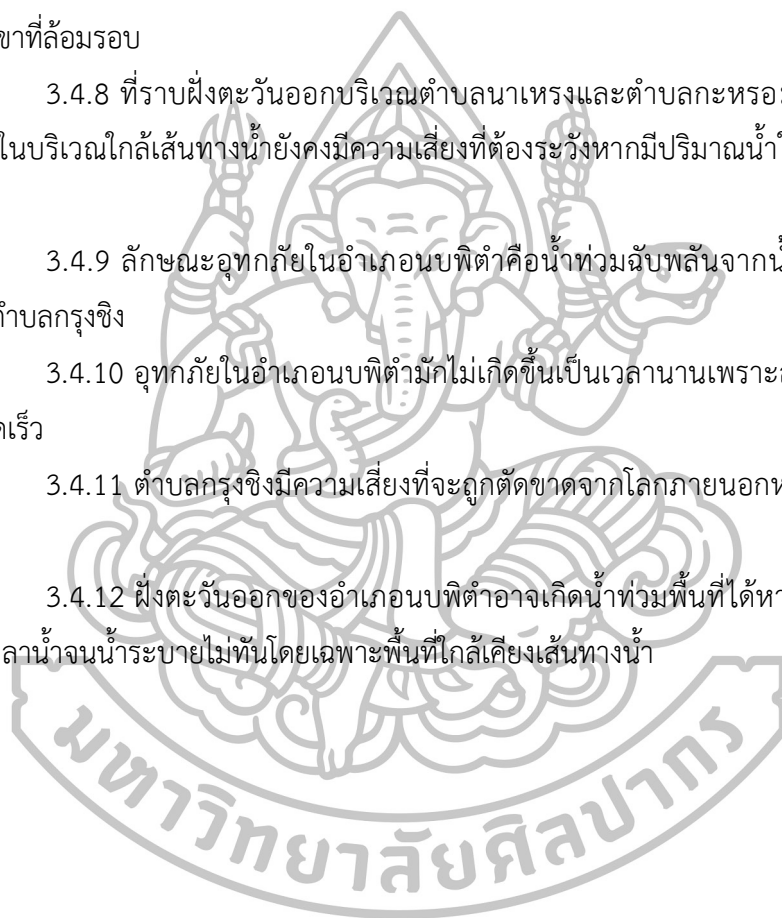 ขาที่ล้อมรอบ
3.4.8 ที่ราบฝั่งตะวันออกบริเวณตำบลนาเหรงและตำบลกะหรอ
ในบริเวณใกล้เส้นทางน้ำยังคงมีความเสี่ยงที่ต้องระวังหากมีปริมาณน้ำ
3.4.9 ลักษณะอุทกภัยในอำเภอนบพิตำคือน้ำท่วมฉับพลันจากน้
ตำบลกรุงชิง
3.4.10 อุทกภัยในอำเภอนบพิตำมักไม่เกิดขึ้นเป็นเวลานานเพราะ
เร็ว
3.4.11 ตำบลกรุงชิงมีความเสี่ยงที่จะถูกตัดขาดจากโลกภายนอกห
3.4.12 ฝั่งตะวันออกของอำเภอนบพิตำอาจเกิดน้ำท่วมพื้นที่ได้หา
ลาน้ำจนน้ำระบายไม่ทันโดยเฉพาะพื้นที่ใกล้เคียงเส้นทางน้ำ
มหาวิทยาลัยศิลปากร